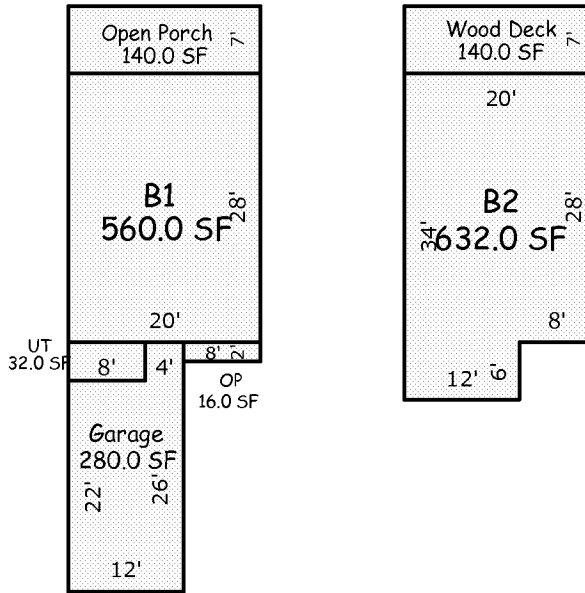 Open Porch
140.0 SF
7'
B1
560.0 SF
28'
20'
UT
32.0 SF
8'
4'
8'
2'
OP
16.0 SF
Garage
280.0 SF
22'
26'
12'
Wood Deck
140.0 SF
7'
20'
B2
632.0 SF
34'
28'
8'
12'
6'